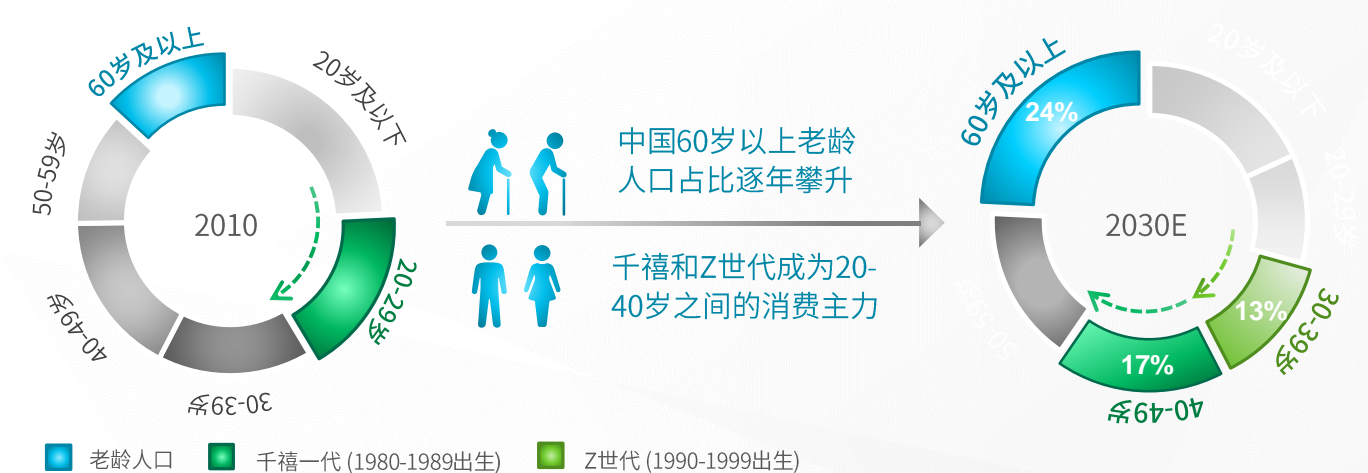 60岁及以上
20岁及以下
50-59岁
2010
20-29岁
40-49岁
30-39岁
中国60岁以上老龄
人口占比逐年攀升
千禧和Z世代成为20-
40岁之间的消费主力
60岁及以上
24%
20岁及以下
20-29岁
2030E
50-59岁
13%
30-39岁
17%
40-49岁
老龄人口
千禧一代 (1980-1989出生)
Z世代 (1990-1999出生)